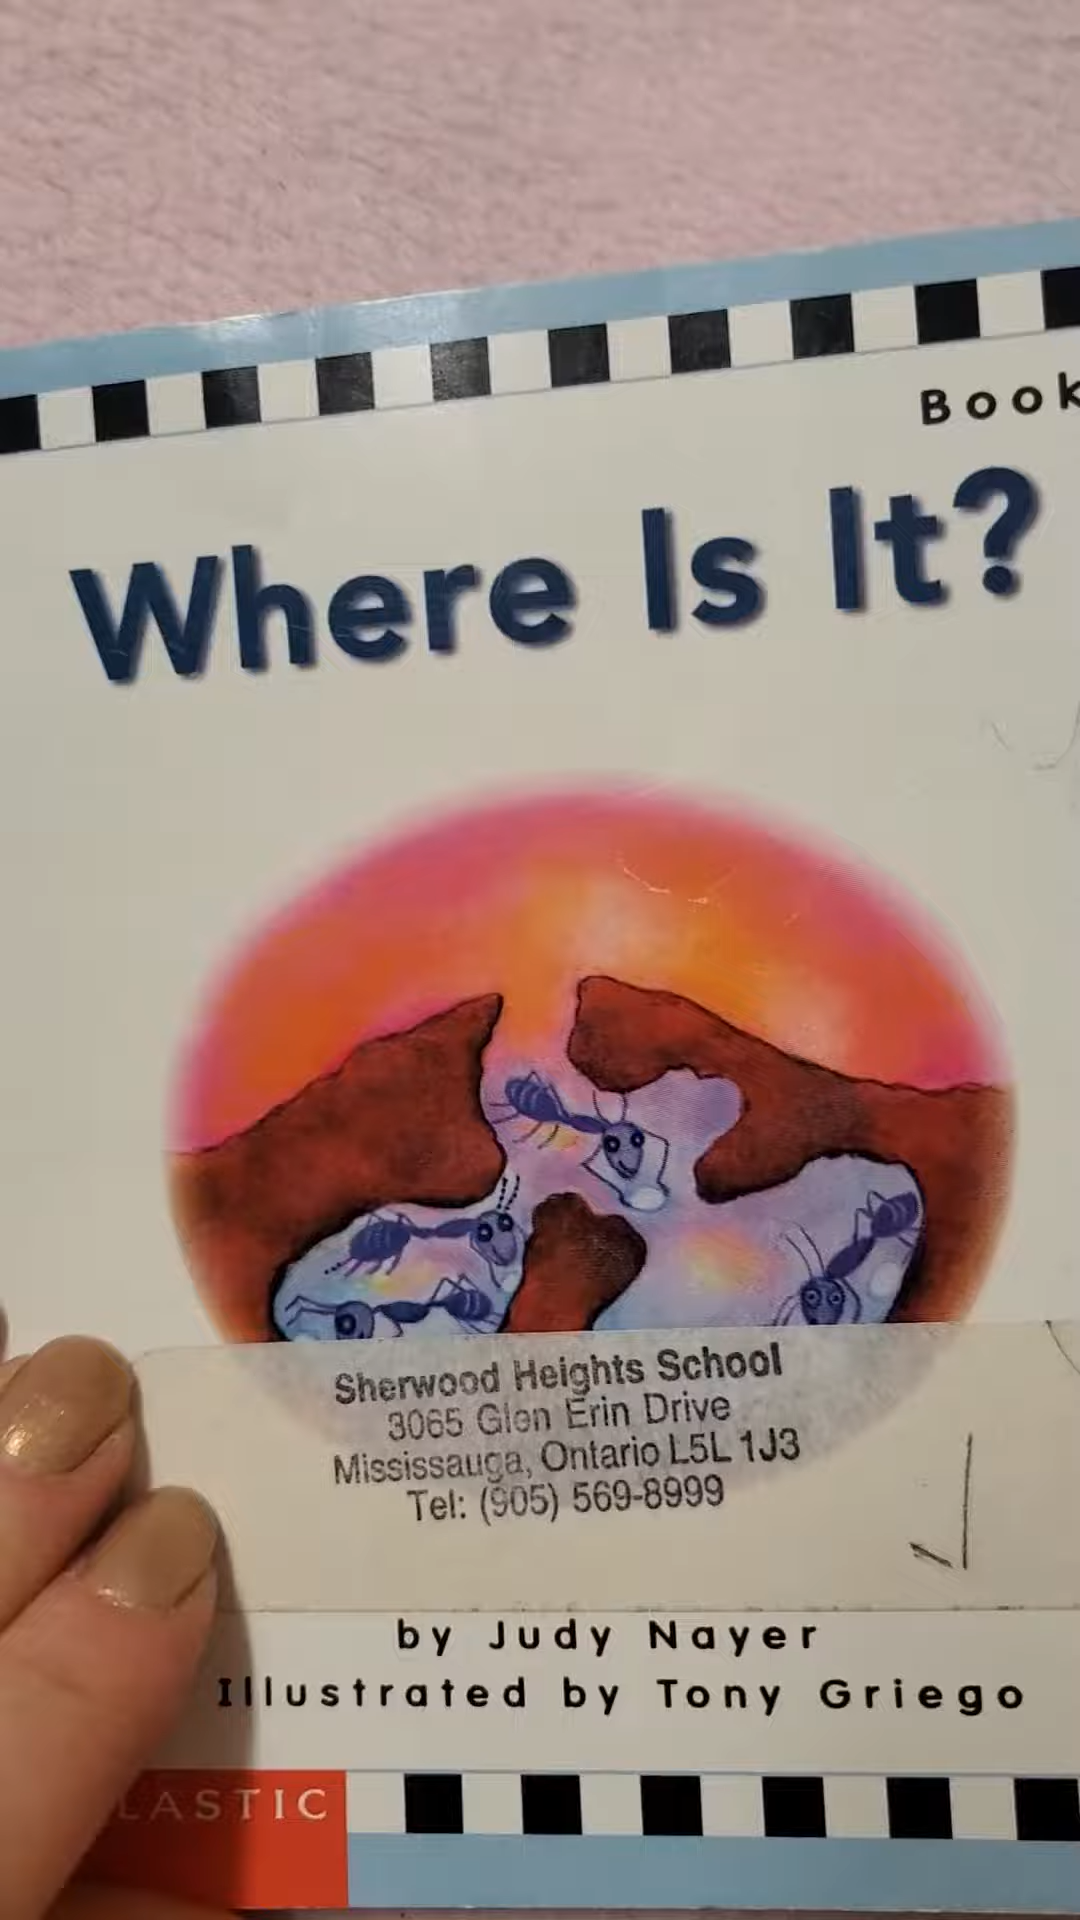 Book
Where Is It?
Sherwood Heights School
3065 Glen Erin Drive
Mississauga, Ontario L5L 1J3
Tel: (905) 569-8999
by Judy Nayer
Illustrated by Tony Griego
LASTIC